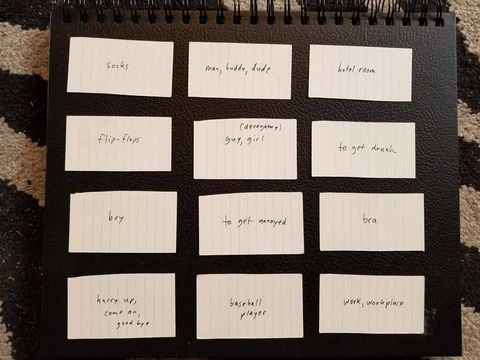 socks
man, buddy, dude
hotel room
flip-flops
(derogatory)
guy, girl
to get drunk
boy
to get annoyed
bra
hurry up,
come on,
good bye
baseball
player
work, workplace